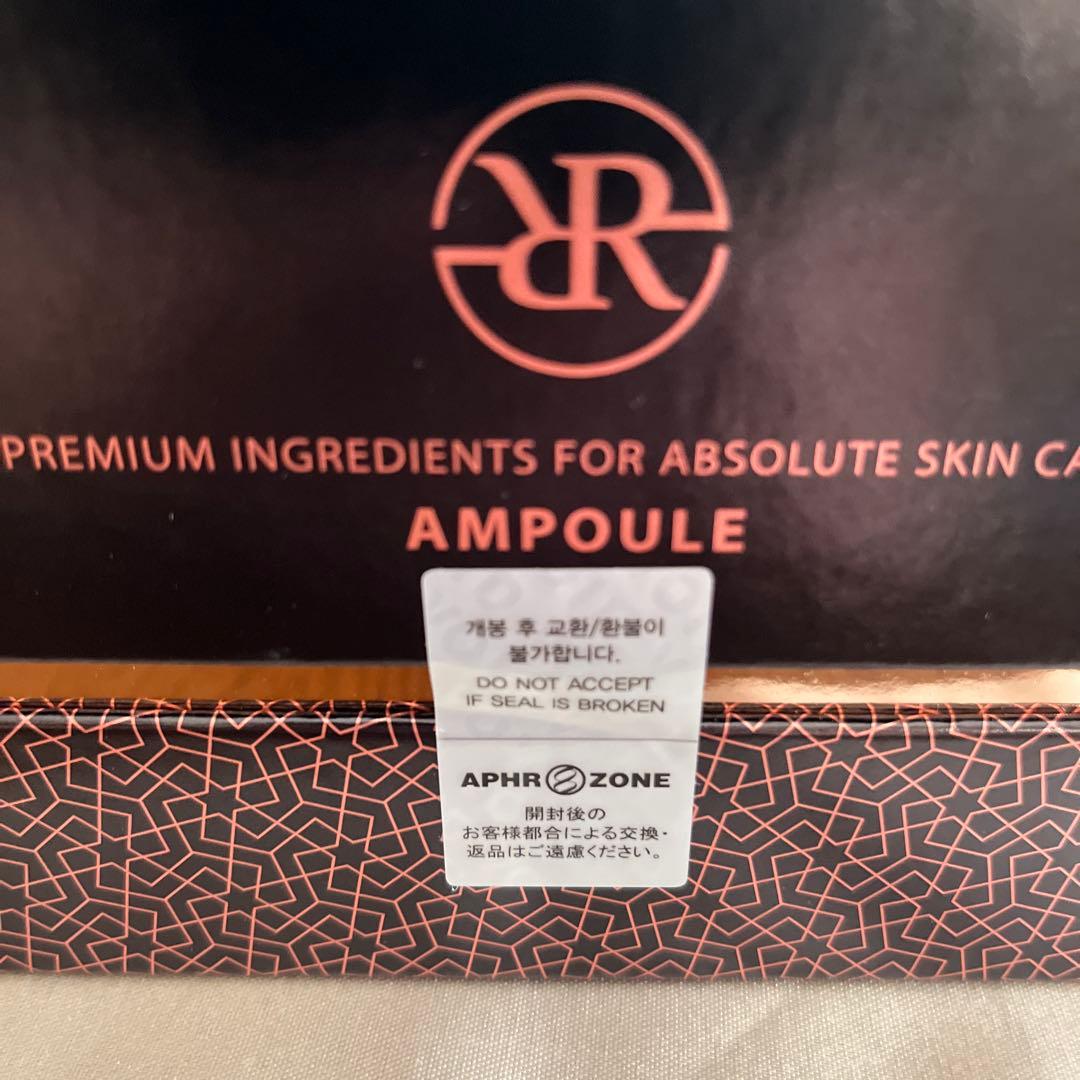 RR
PREMIUM INGREDIENTS FOR ABSOLUTE SKIN
AMPOULE
개봉 후 교환/환불이
불가합니다.
DO NOT ACCEPT
IF SEAL IS BROKEN
APHR ZONE
開封後の
お客様都合による交換・
返品はご遠慮ください。